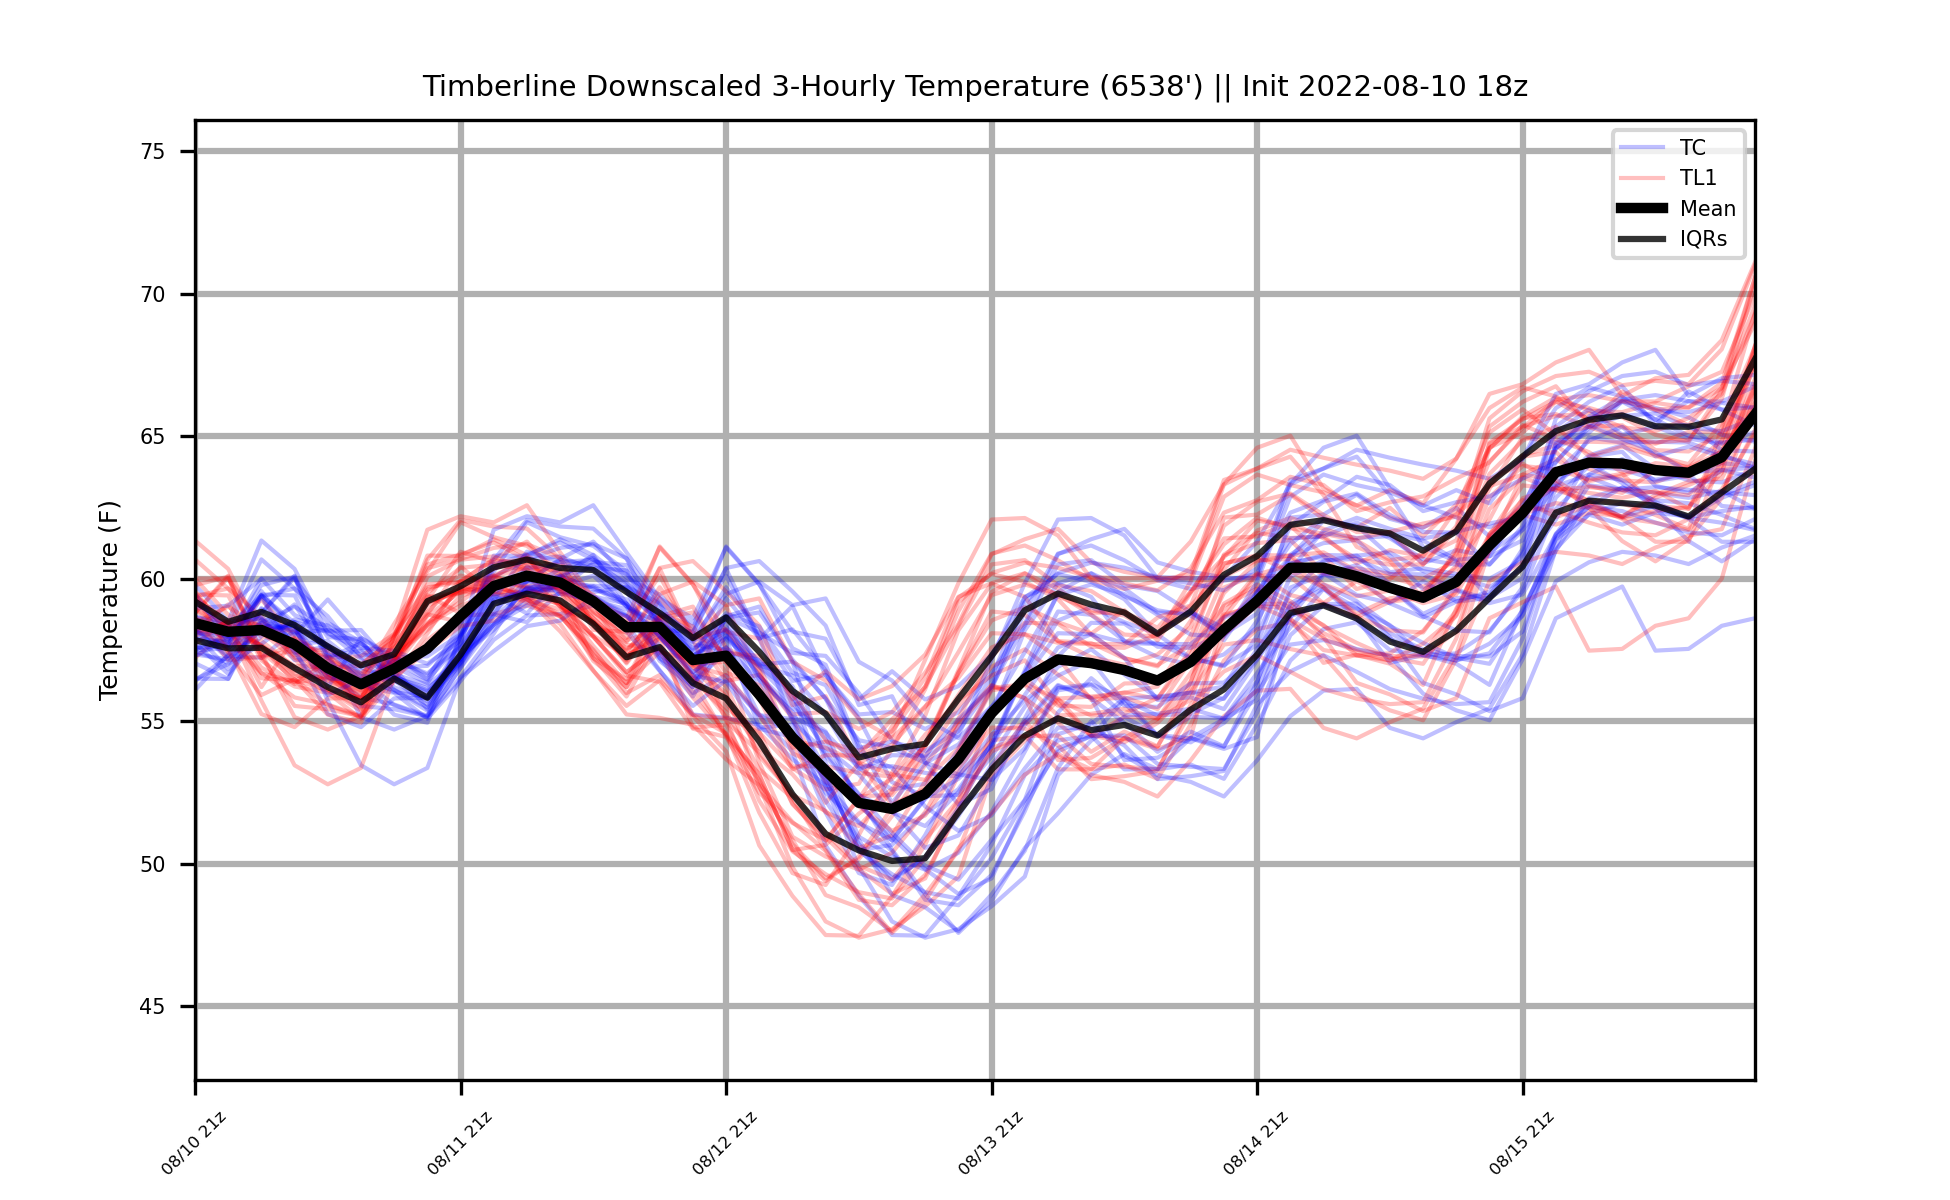 Timberline Downscaled 3-Hourly Temperature (6538') || Init 2022-08-10 18z
TC
TL1
Mean
IQRs
Temperature (F)
75
70
65
60
55
50
45
08/10 21z
08/11 21z
08/12 21z
08/13 21z
08/14 21z
08/15 21z